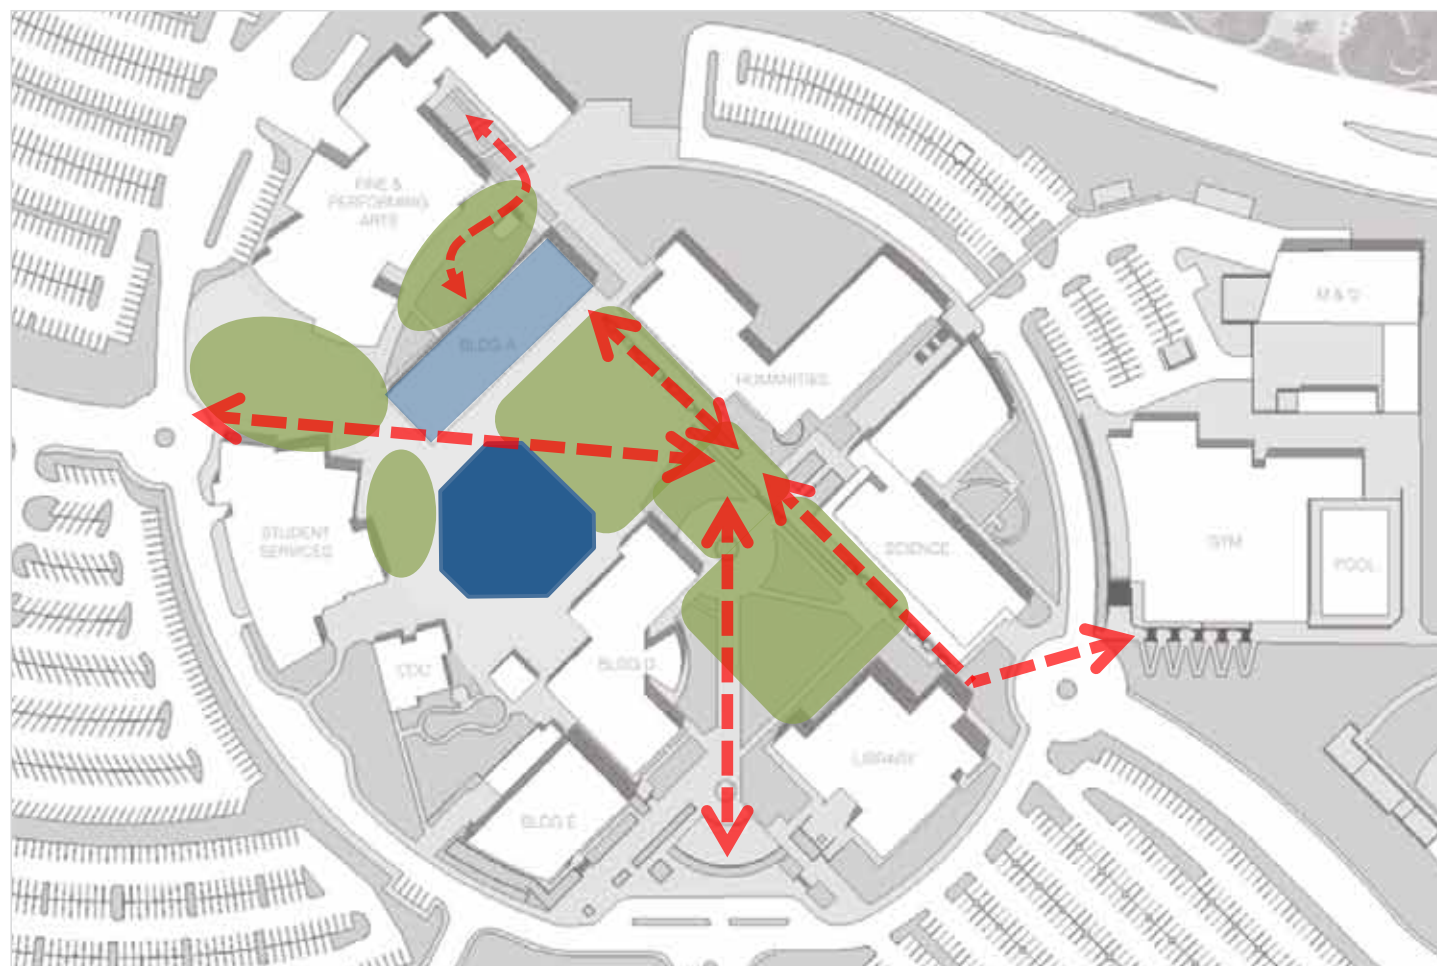 FINE &
PERFORMING
ARTS
BLDG A
HUMANITIES
M & O
STUDENT
SERVICES
SCIENCE
GYM
POOL
CDC
BLDG D
LIBRARY
BLDG E